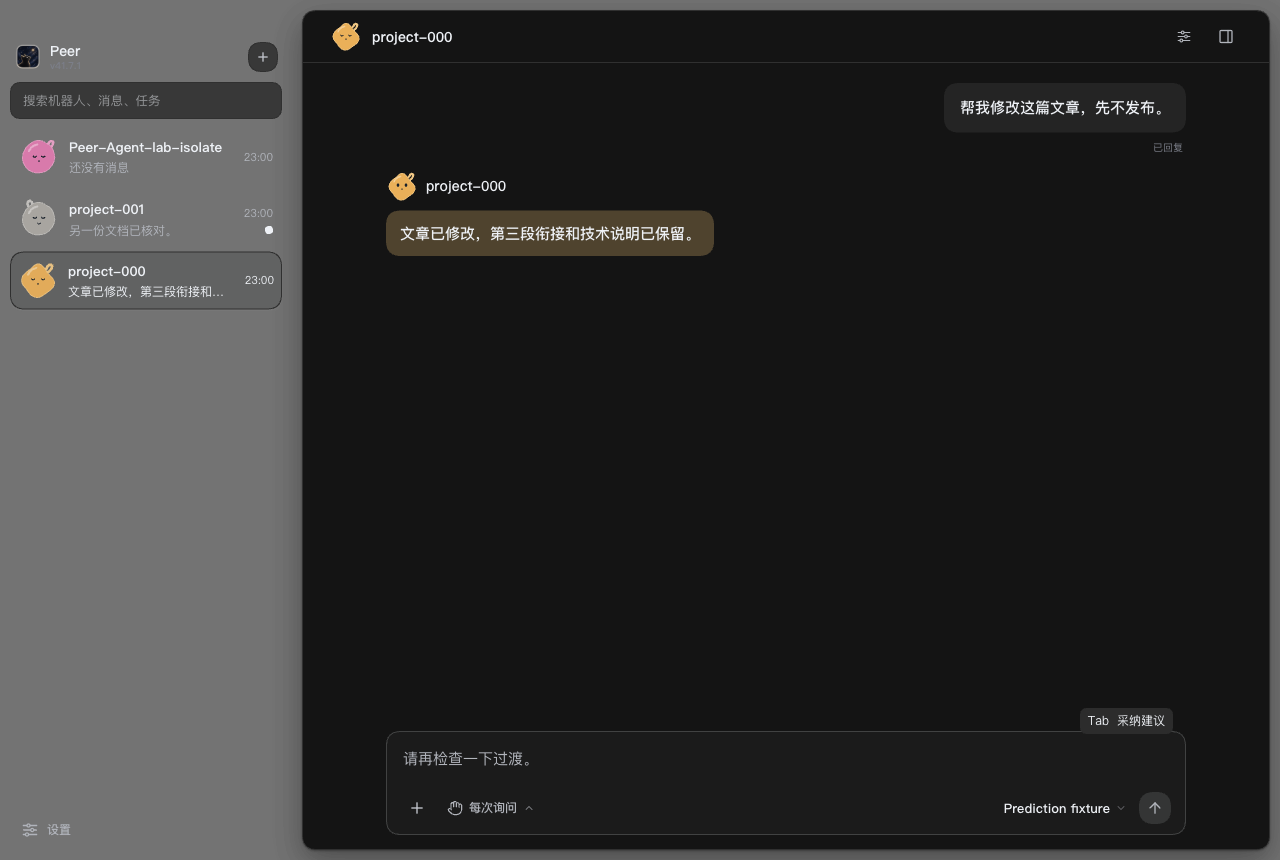 Peer
搜索机器人、消息、任务
Peer-Agent-lab-isolate
23:00
还没有消息
project-001
23:00
另一份文档已核对。
project-000
23:00
文章已修改，第三段衔接和...
设置
project-000
帮我修改这篇文章，先不发布。
已回复
project-000
文章已修改，第三段衔接和技术说明已保留。
Tab 采纳建议
请再检查一下过渡。
每次询问
Prediction fixture